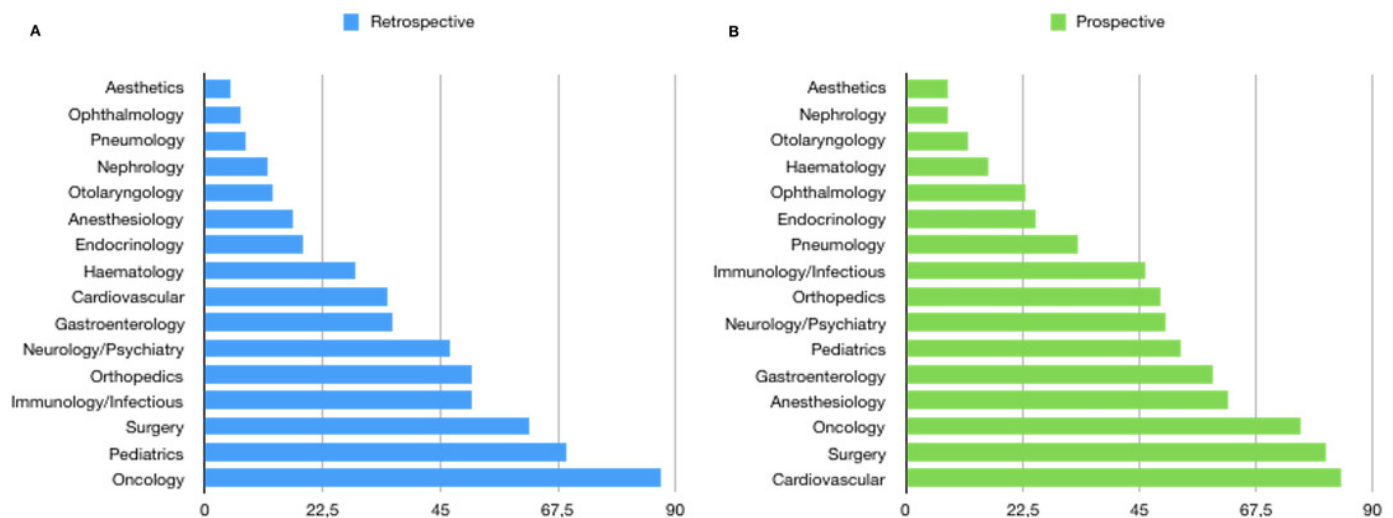 A
Retrospective
Aesthetics
Ophthalmology
Pneumology
Nephrology
Otolaryngology
Anesthesiology
Endocrinology
Haematology
Cardiovascular
Gastroenterology
Neurology/Psychiatry
Orthopedics
Immunology/Infectious
Surgery
Pediatrics
Oncology
0 22,5 45 67,5 90
B
Prospective
Aesthetics
Nephrology
Otolaryngology
Haematology
Ophthalmology
Endocrinology
Pneumology
Immunology/Infectious
Orthopedics
Neurology/Psychiatry
Pediatrics
Gastroenterology
Anesthesiology
Oncology
Surgery
Cardiovascular
0 22,5 45 67,5 90